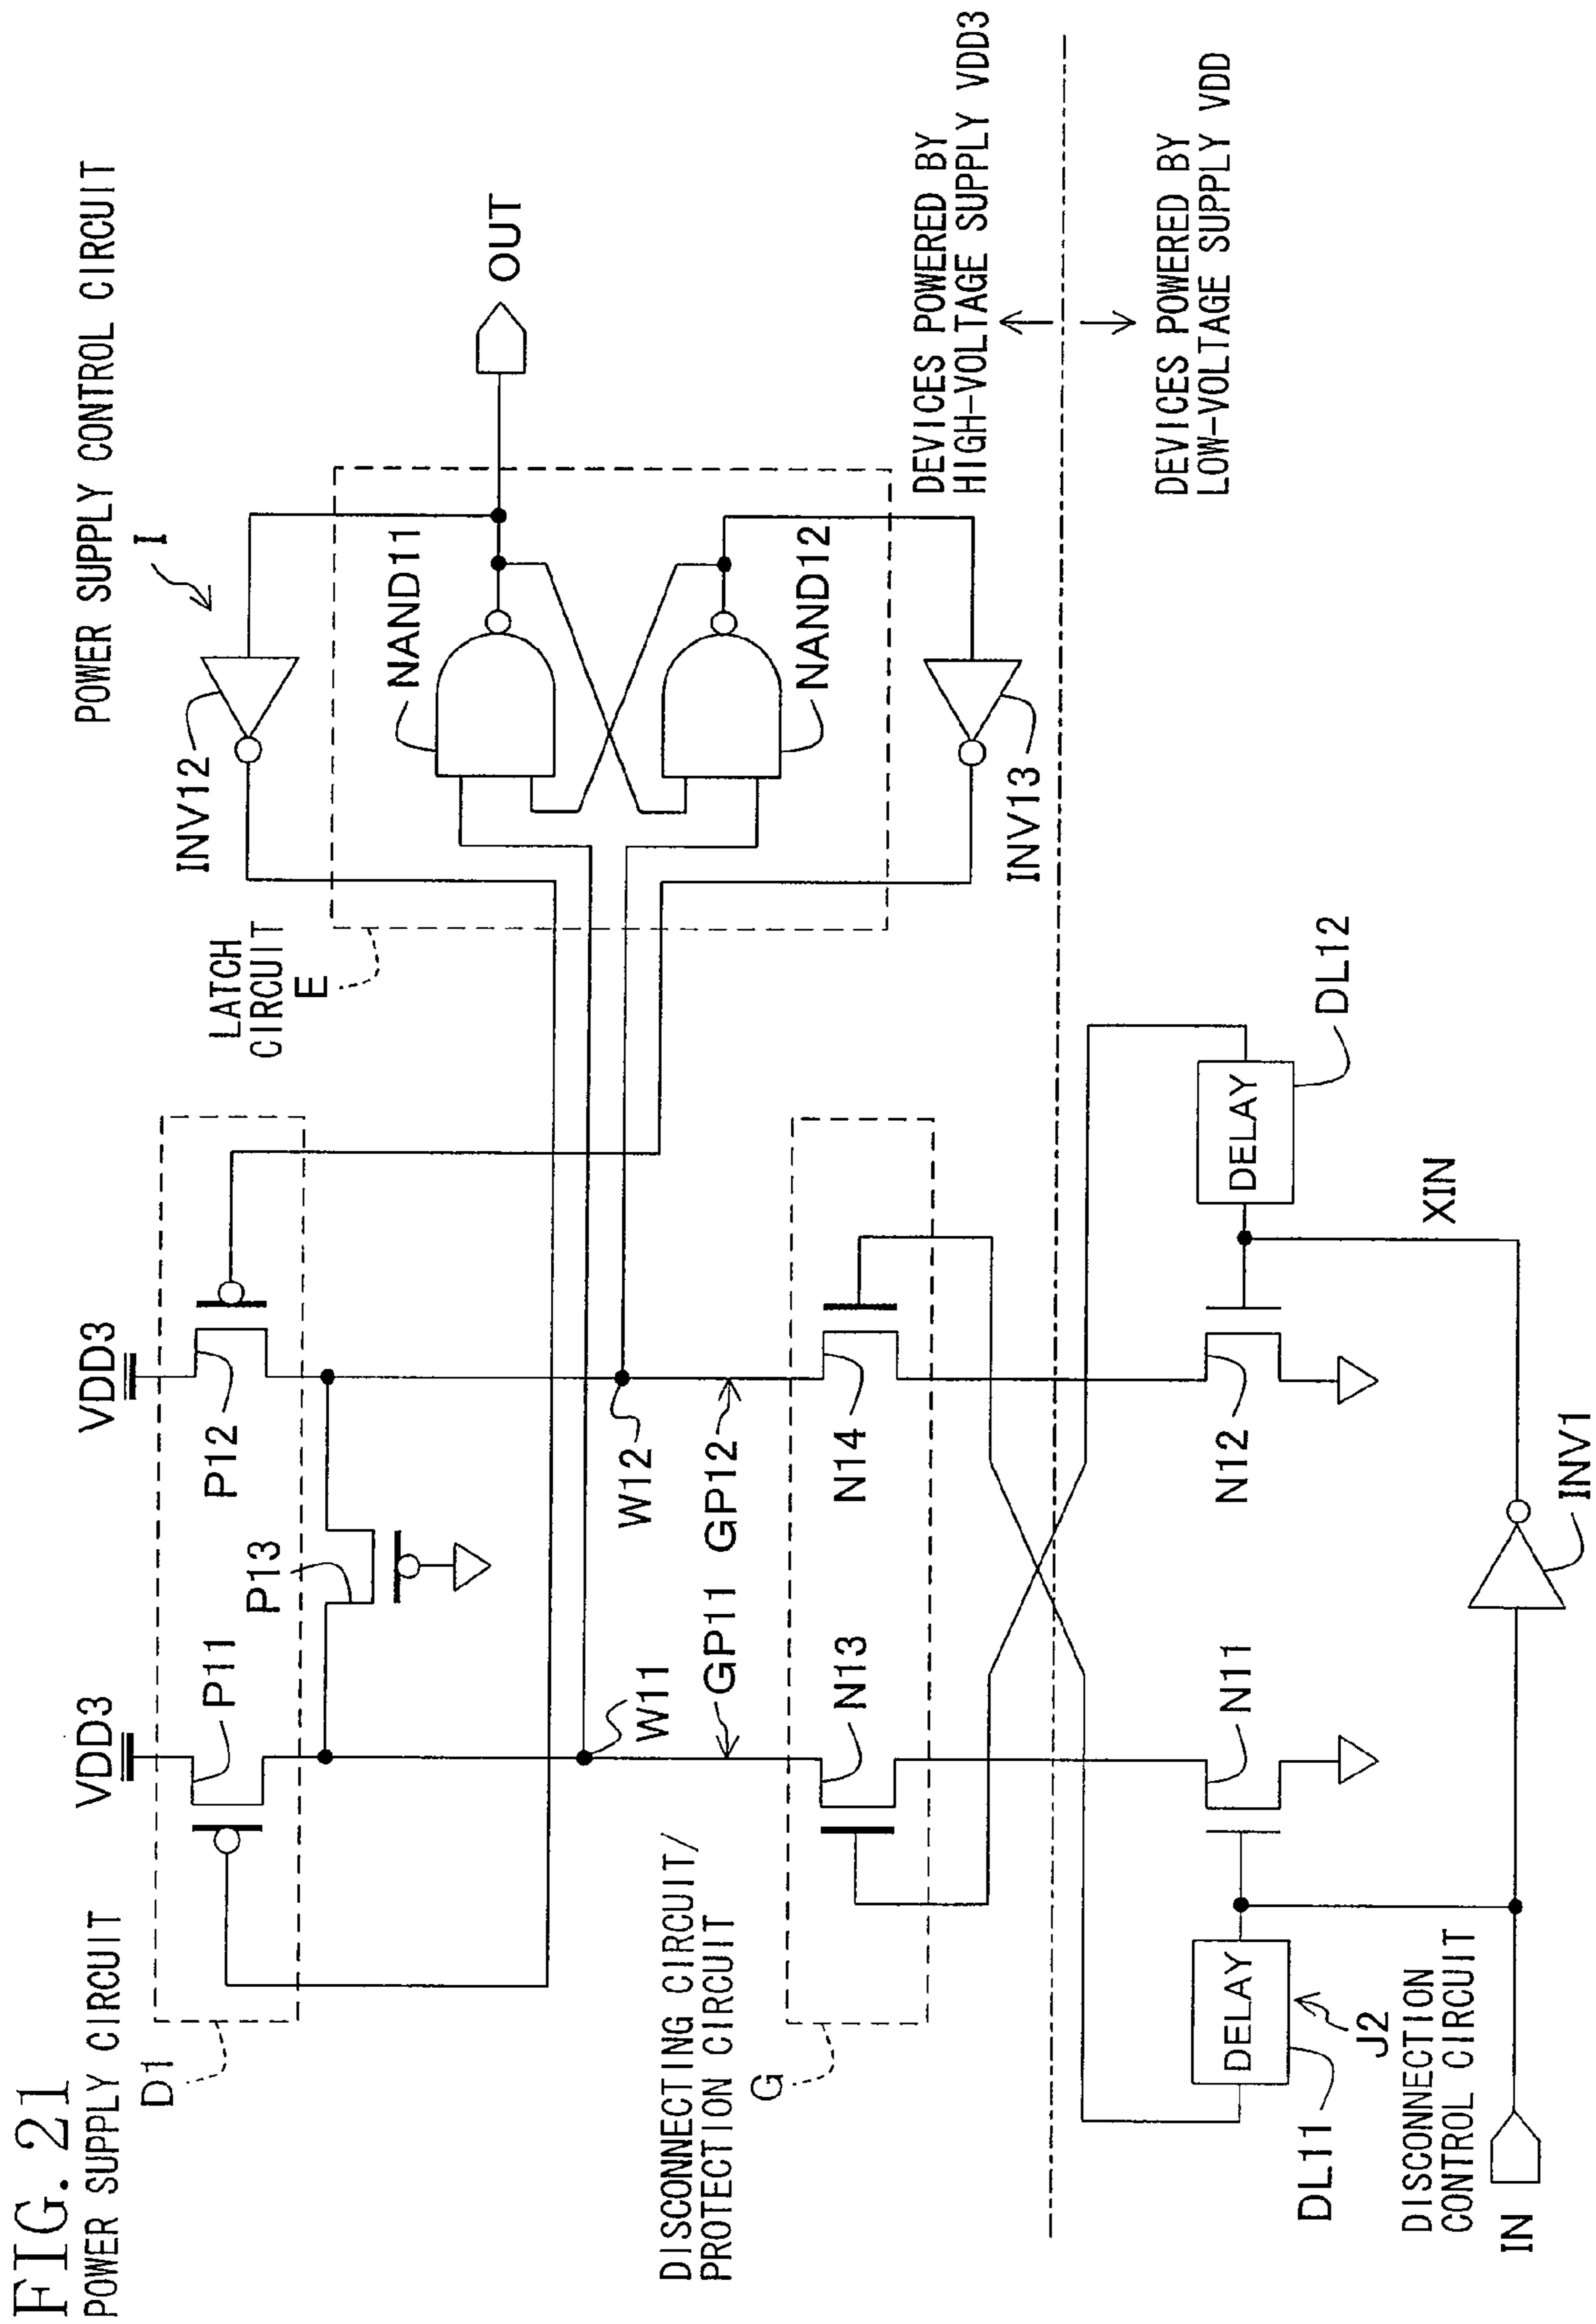 FIG. 21
POWER SUPPLY CIRCUIT
D1
VDD3
VDD3
P11
P12
P13
POWER SUPPLY CONTROL CIRCUIT
I
INV12
LATCH
CIRCUIT
E
NAND11
OUT
NAND12
INV13
W11
W12
GP11
GP12
DISCONNECTING CIRCUIT/
PROTECTION CIRCUIT
G
N13
N14
DEVICES POWERED BY
HIGH-VOLTAGE SUPPLY VDD3
DEVICES POWERED BY
LOW-VOLTAGE SUPPLY VDD
DELAY
DL11
J2
N11
N12
DELAY
DL12
XIN
DISCONNECTION
CONTROL CIRCUIT
IN
INV1